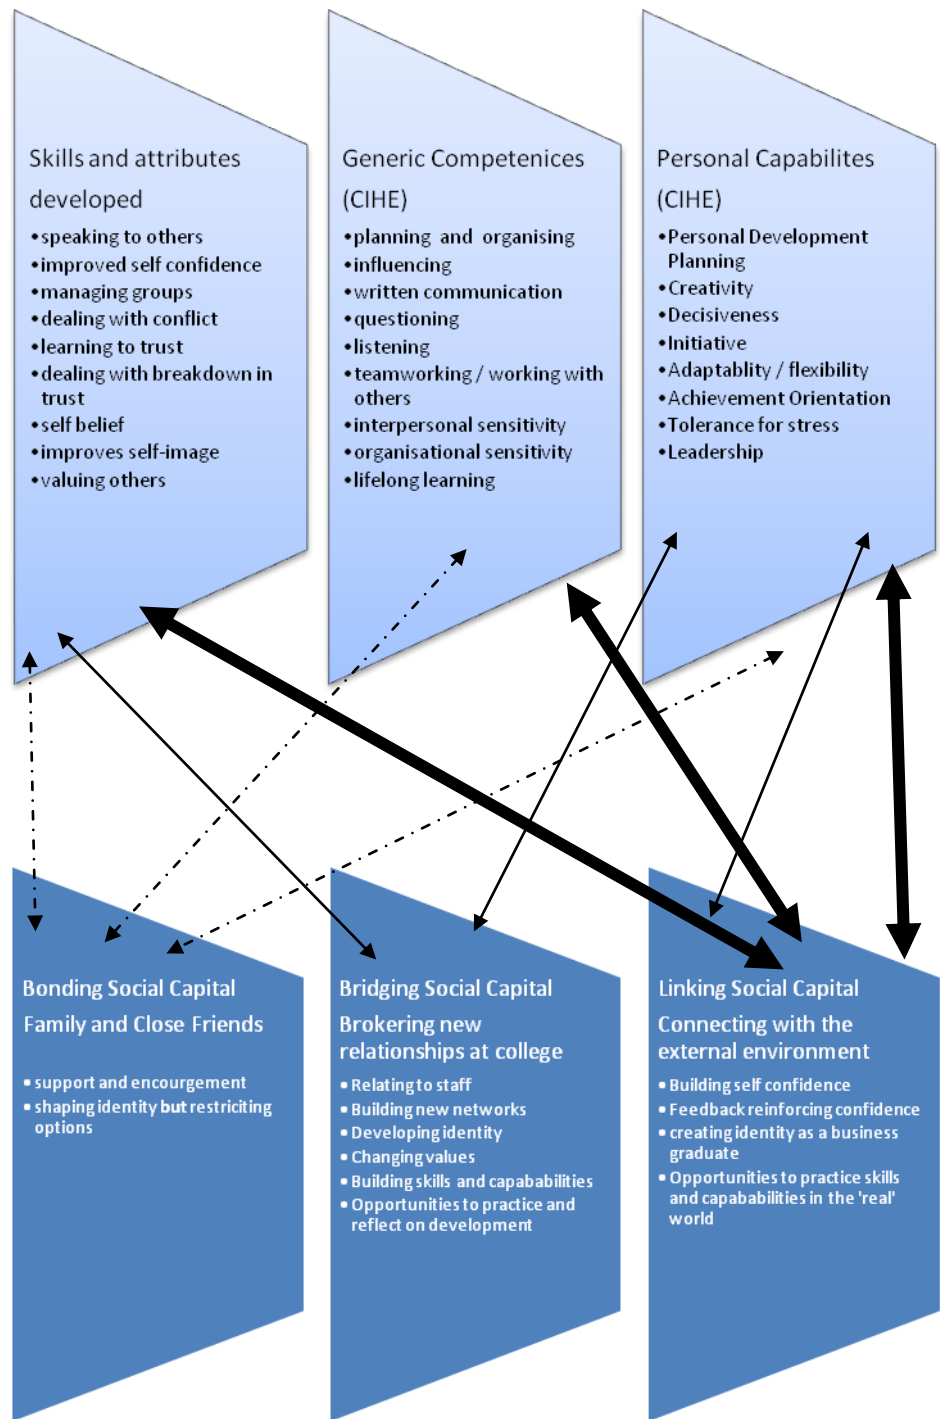 Skills and attributes
developed
•speaking to others
•improved self confidence
•managing groups
•dealing with conflict
•learning to trust
•dealing with breakdown in
trust
•self belief
•improves self-image
•valuing others
Generic Competenices
(CIHE)
•planning and organising
•influencing
•written communication
•questioning
•listening
•teamworking / working with
others
•interpersonal sensitivity
•organisational sensitivity
•lifelong learning
Personal Capabilites
(CIHE)
•Personal Development
Planning
•Creativity
•Decisiveness
•Initiative
•Adaptablity / flexibility
•Achievement Orientation
•Tolerance for stress
•Leadership
Bonding Social Capital
Family and Close Friends
▪ support and encourgement
▪ shaping identity but restriciting
options
Bridging Social Capital
Brokering new
relationships at college
▪ Relating to staff
▪ Building new networks
▪ Developing identity
▪ Changing values
▪ Building skills and capababilities
▪ Opportunities to practice and
reflect on development
Linking Social Capital
Connecting with the
external environment
▪ Building self confidence
▪ Feedback reinforcing confidence
▪ creating identity as a business
graduate
▪ Opportunities to practice skills
and capababilities in the 'real'
world